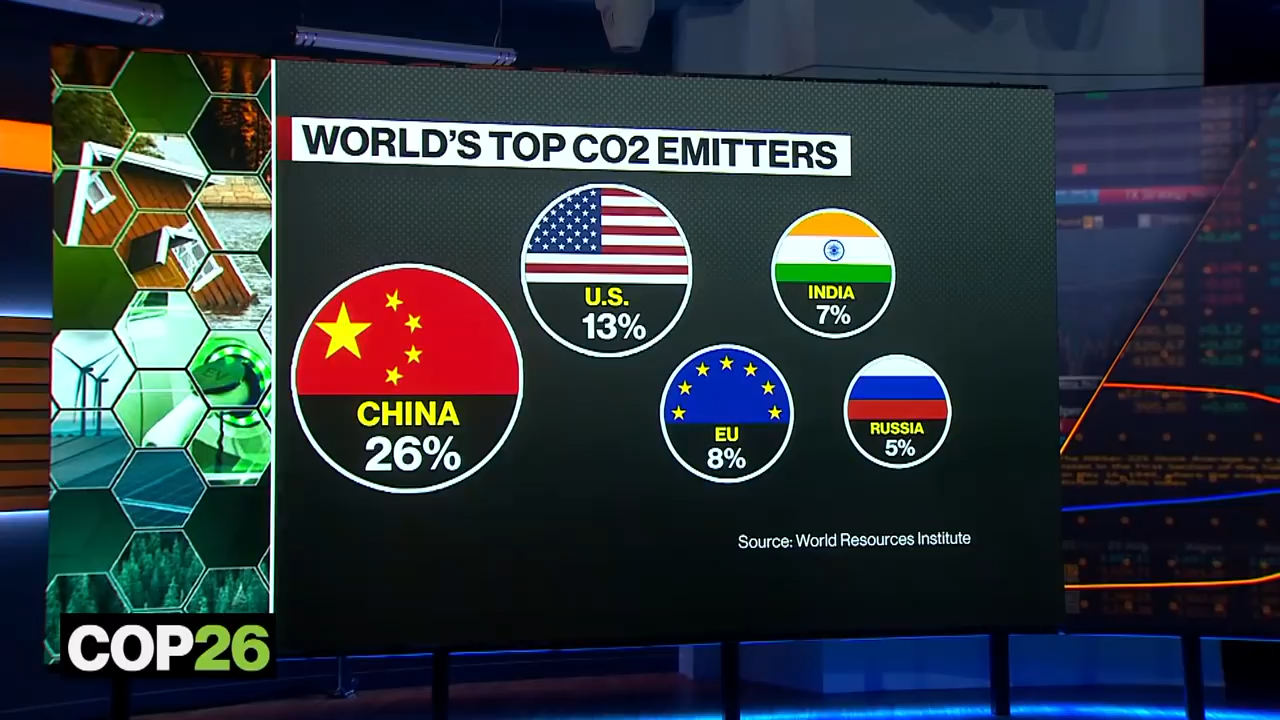 WORLD'S TOP CO2 EMITTERS
U.S.
13%
INDIA
7%
CHINA
26%
EU
8%
RUSSIA
5%
Source: World Resources Institute
COP26